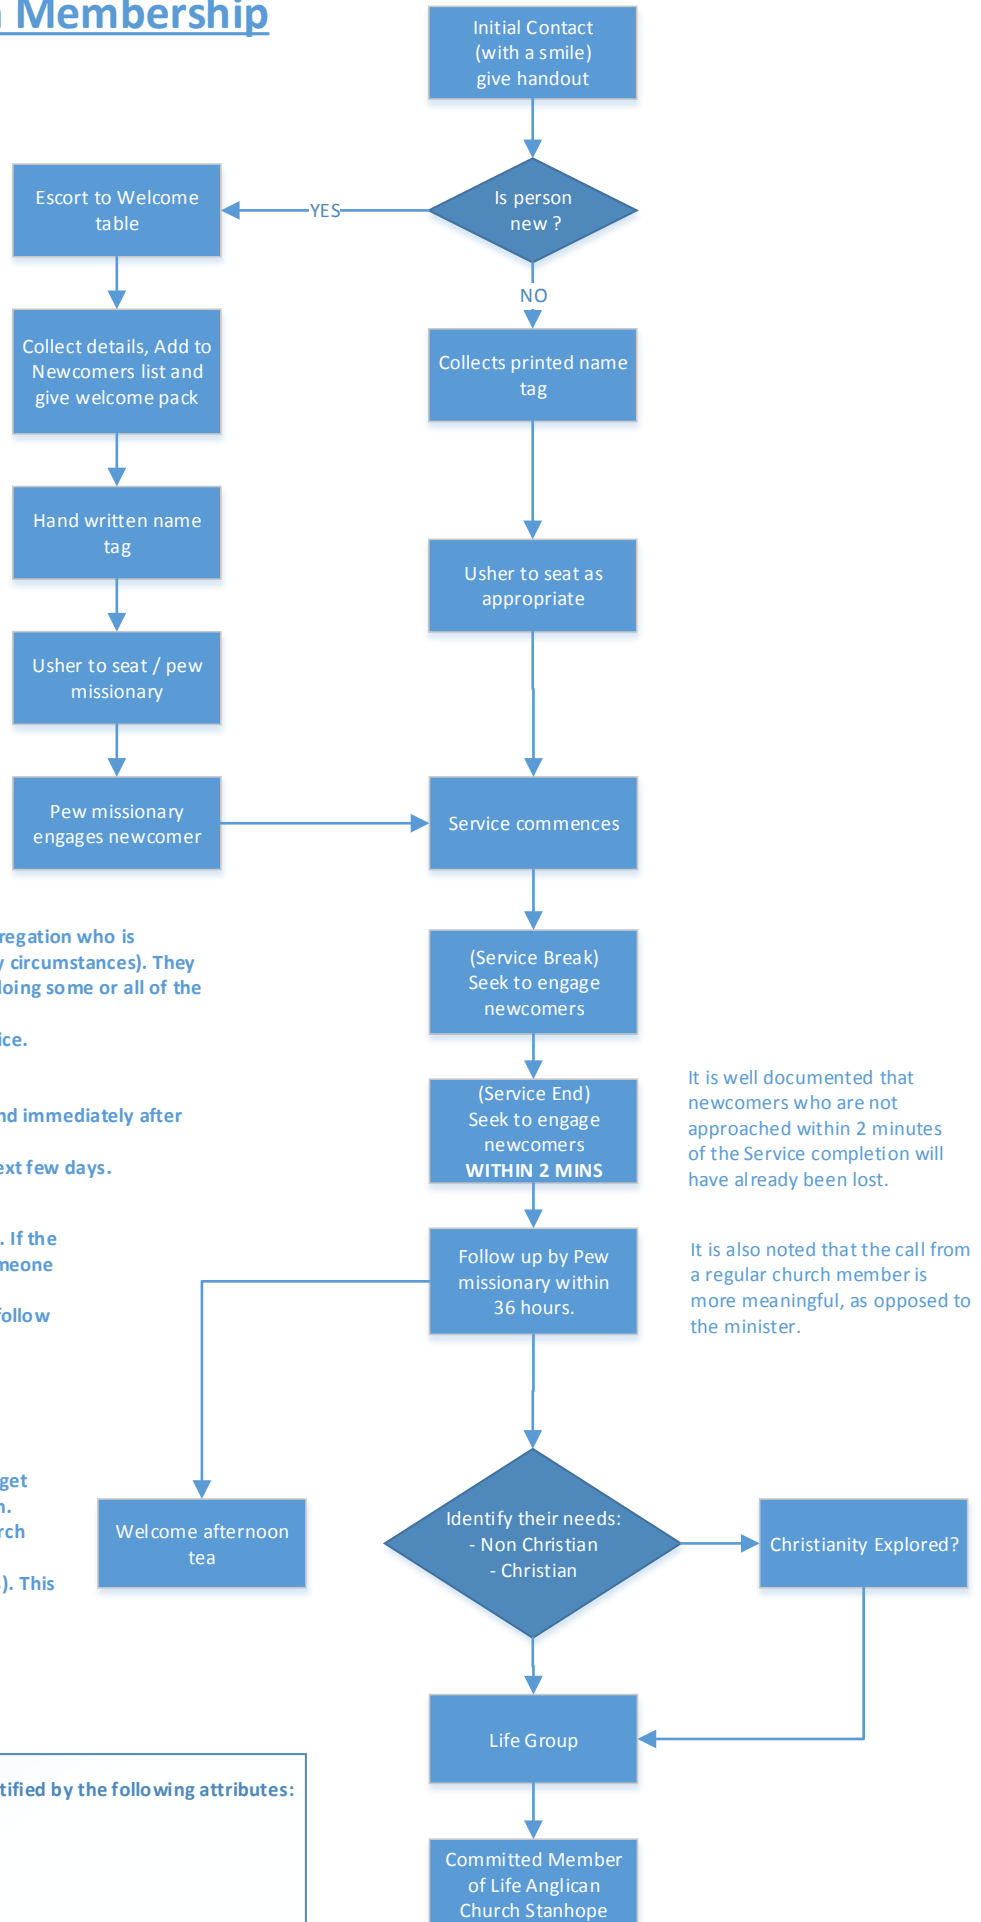 Membership
Initial Contact
(with a smile)
give handout
Is person
new ?
YES
NO
Escort to Welcome
table
Collect details, Add to
Newcomers list and
give welcome pack
Hand written name
tag
Usher to seat / pew
missionary
Pew missionary
engages newcomer
Collects printed name
tag
Usher to seat as
appropriate
Service commences
(Service Break)
Seek to engage
newcomers
(Service End)
Seek to engage
newcomers
WITHIN 2 MINS
It is well documented that
newcomers who are not
approached within 2 minutes
of the Service completion will
have already been lost.
Follow up by Pew
missionary within
36 hours.
It is also noted that the call from
a regular church member is
more meaningful, as opposed to
the minister.
regation who is
circumstances). They
doing some or all of the
ice.
nd immediately after
ext few days.
. If the
meone
follow
get
n.
rch
). This
Welcome afternoon
tea
Identify their needs:
- Non Christian
- Christian
Christianity Explored?
Life Group
tified by the following attributes:
Committed Member
of Life Anglican
Church Stanhope